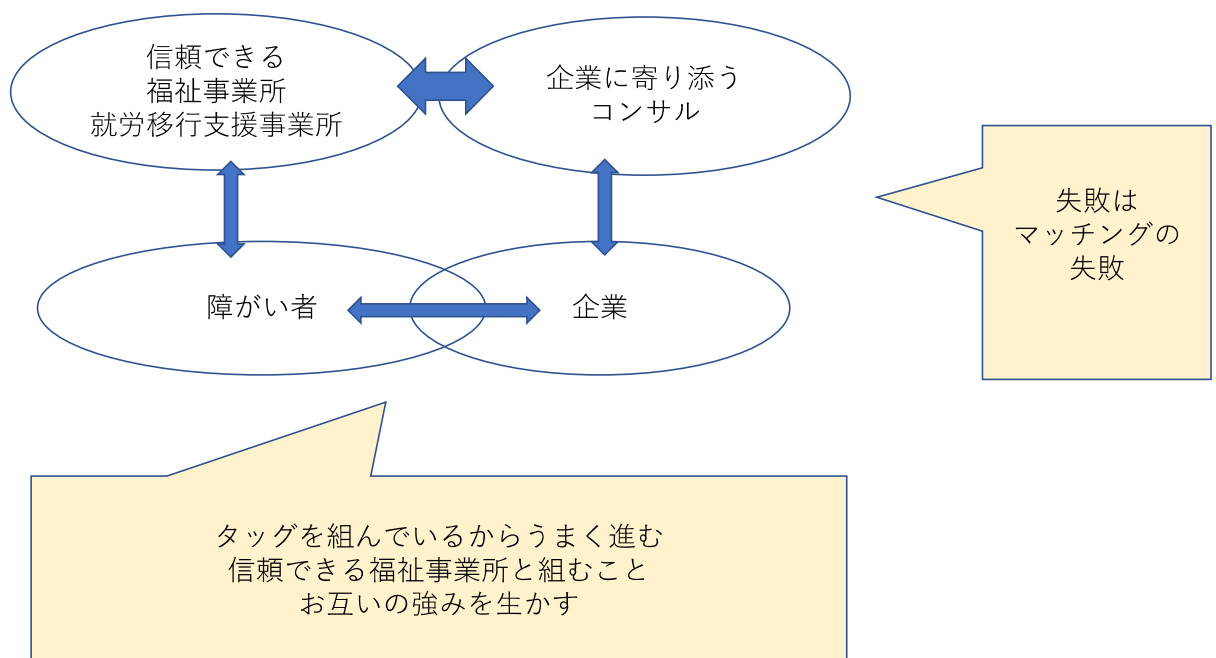 信頼できる
福祉事業所
就労移行支援事業所
企業に寄り添う
コンサル
失敗は
マッチングの
失敗
障がい者
企業
タッグを組んでいるからうまく進む
信頼できる福祉事業所と組むこと
お互いの強みを生かす